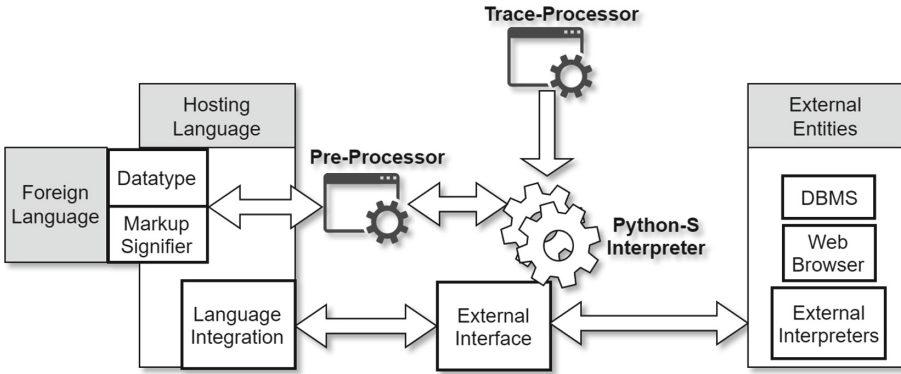 Trace-Processor
Hosting
Language
External
Entities
Pre-Processor
Foreign
Language
Datatype
Markup
Signifier
Python-S
Interpreter
DBMS
Web
Browser
Language
Integration
External
Interface
External
Interpreters